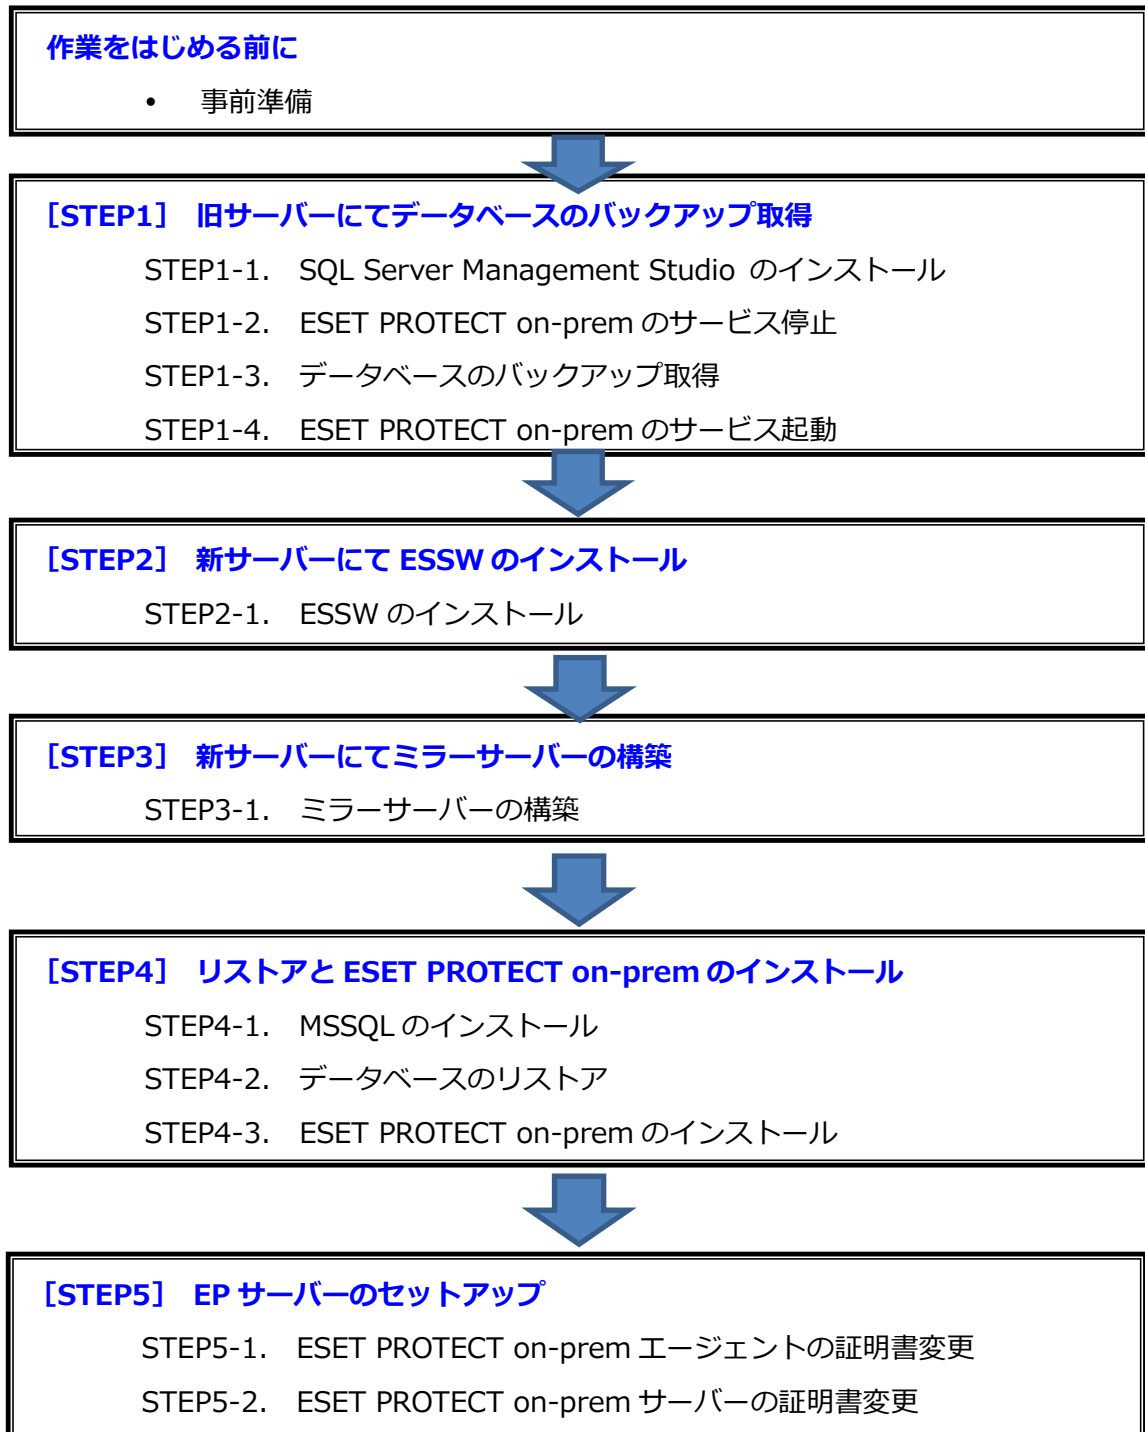 作業をはじめる前に
• 事前準備
［STEP1］ 旧サーバーにてデータベースのバックアップ取得
STEP1-1. SQL Server Management Studio のインストール
STEP1-2. ESET PROTECT on-prem のサービス停止
STEP1-3. データベースのバックアップ取得
STEP1-4. ESET PROTECT on-prem のサービス起動
［STEP2］ 新サーバーにて ESSW のインストール
STEP2-1. ESSW のインストール
［STEP3］ 新サーバーにてミラーサーバーの構築
STEP3-1. ミラーサーバーの構築
［STEP4］ リストアと ESET PROTECT on-prem のインストール
STEP4-1. MSSQL のインストール
STEP4-2. データベースのリストア
STEP4-3. ESET PROTECT on-prem のインストール
［STEP5］ EP サーバーのセットアップ
STEP5-1. ESET PROTECT on-prem エージェントの証明書変更
STEP5-2. ESET PROTECT on-prem サーバーの証明書変更